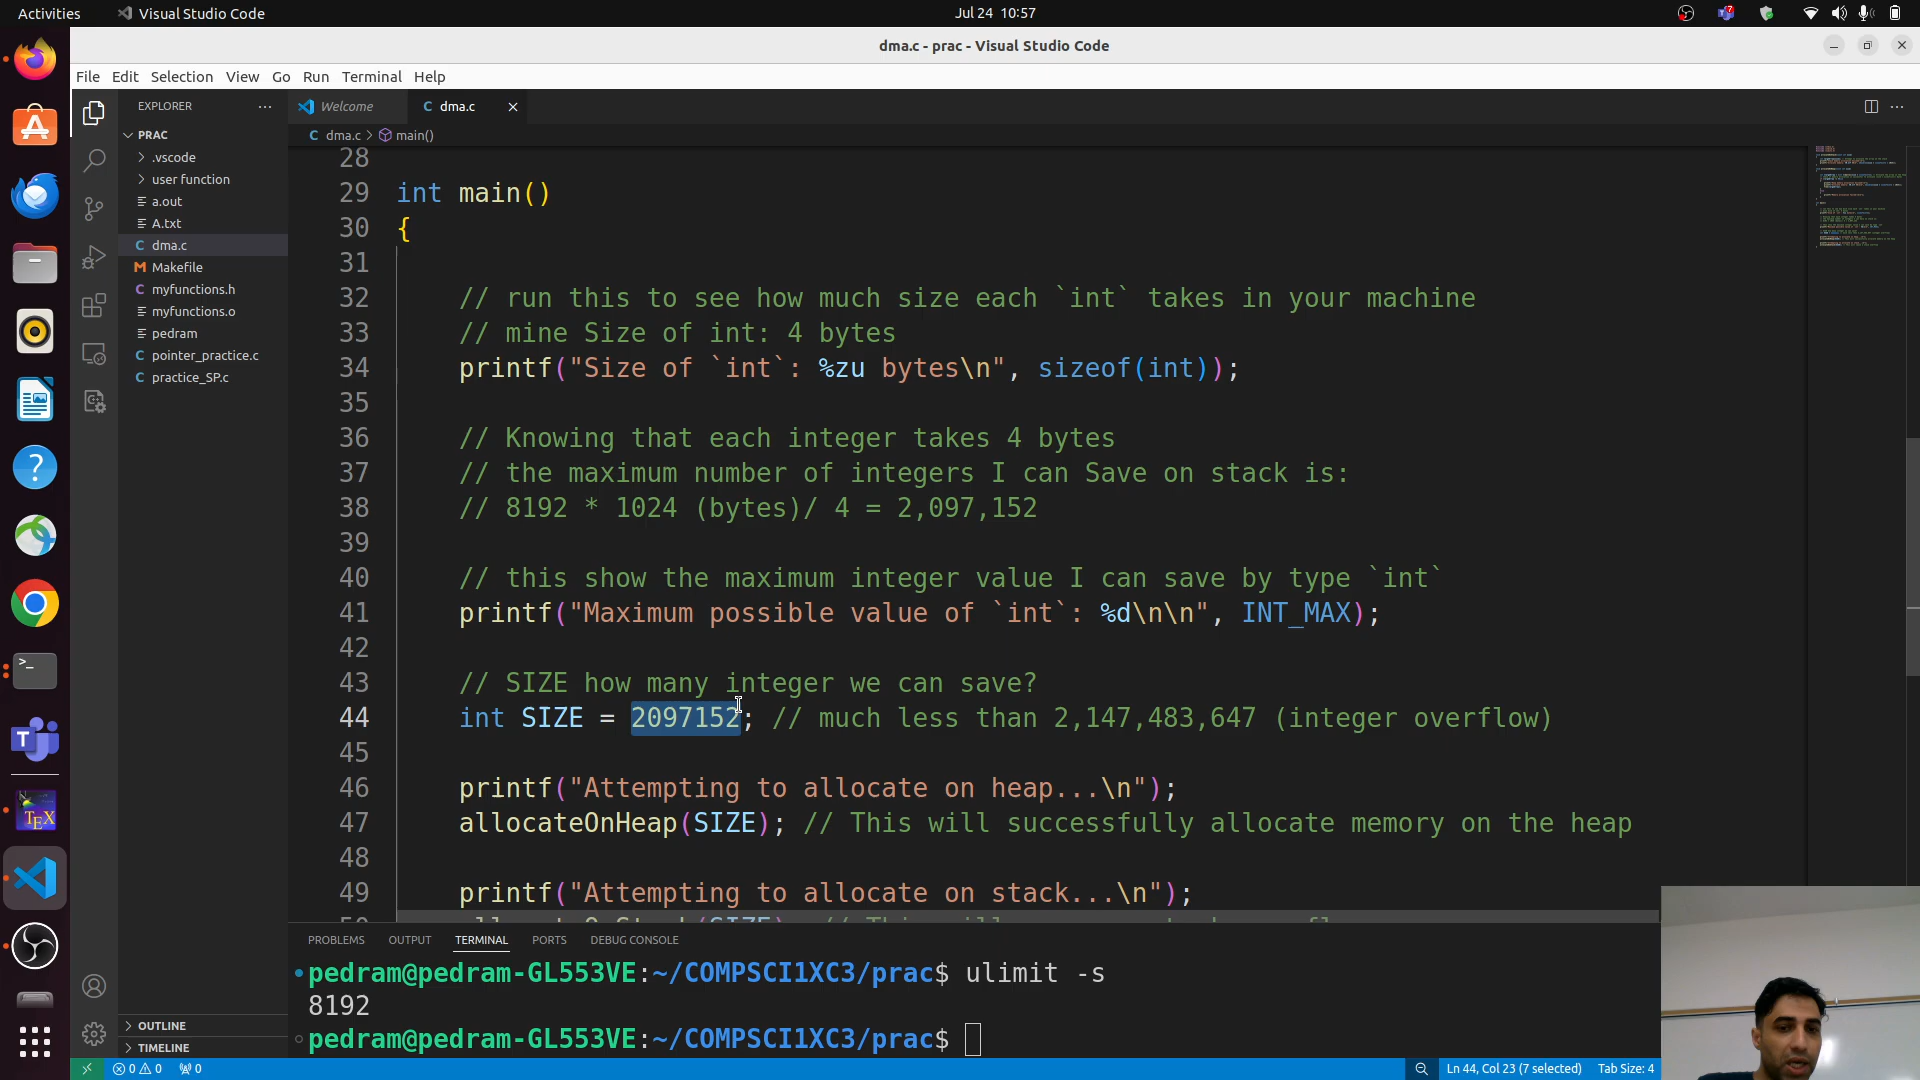 Activities
Visual Studio Code
Jul 24 10:57
dma.c - prac - Visual Studio Code
File Edit Selection View Go Run Terminal Help
EXPLORER
PRAC
.vscode
user function
a.out
A.txt
dma.c
Makefile
myfunctions.h
myfunctions.o
pedram
pointer_practice.c
practice_SP.c
OUTLINE
TIMELINE
Welcome
dma.c
dma.c > main()
28
29 int main()
30 {
31
32 // run this to see how much size each `int` takes in your machine
33 // mine Size of int: 4 bytes
34 printf("Size of `int`: %zu bytes\n", sizeof(int));
35
36 // Knowing that each integer takes 4 bytes
37 // the maximum number of integers I can Save on stack is:
38 // 8192 * 1024 (bytes)/ 4 = 2,097,152
39
40 // this show the maximum integer value I can save by type `int`
41 printf("Maximum possible value of `int`: %d\n\n", INT_MAX);
42
43 // SIZE how many integer we can save?
44 int SIZE = 2097152; // much less than 2,147,483,647 (integer overflow)
45
46 printf("Attempting to allocate on heap...\n");
47 allocateOnHeap(SIZE); // This will successfully allocate memory on the heap
48
49 printf("Attempting to allocate on stack...\n");
PROBLEMS OUTPUT TERMINAL PORTS DEBUG CONSOLE
pedram@pedram-GL553VE:~/COMPSCI1XC3/prac$ ulimit -s
8192
pedram@pedram-GL553VE:~/COMPSCI1XC3/prac$
0 0 0
Ln 44, Col 23 (7 selected) Tab Size: 4